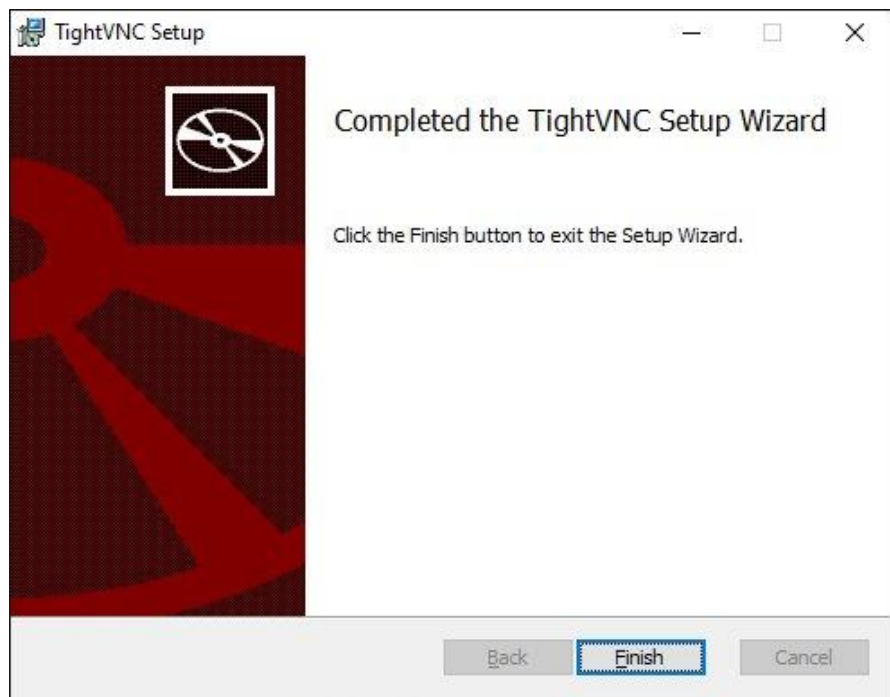 TightVNC Setup
Completed the TightVNC Setup Wizard
Click the Finish button to exit the Setup Wizard.
Back Finish Cancel